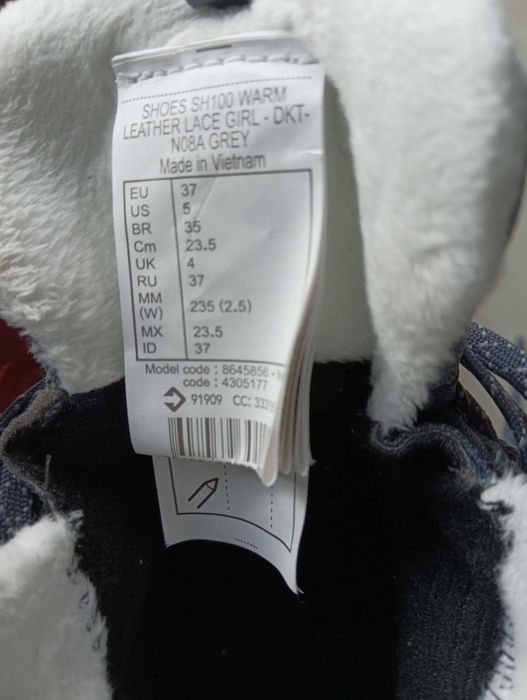 SHOES SH100 WARM
LEATHER LACE GIRL - DKT-
N08A GREY
Made in Vietnam
EU 37
US 5
BR 35
Cm 23.5
UK 4
RU 37
MM
(W) 235 (2.5)
MX 23.5
ID 37
Model code : 8645856 -
code : 4305177
91909 CC: